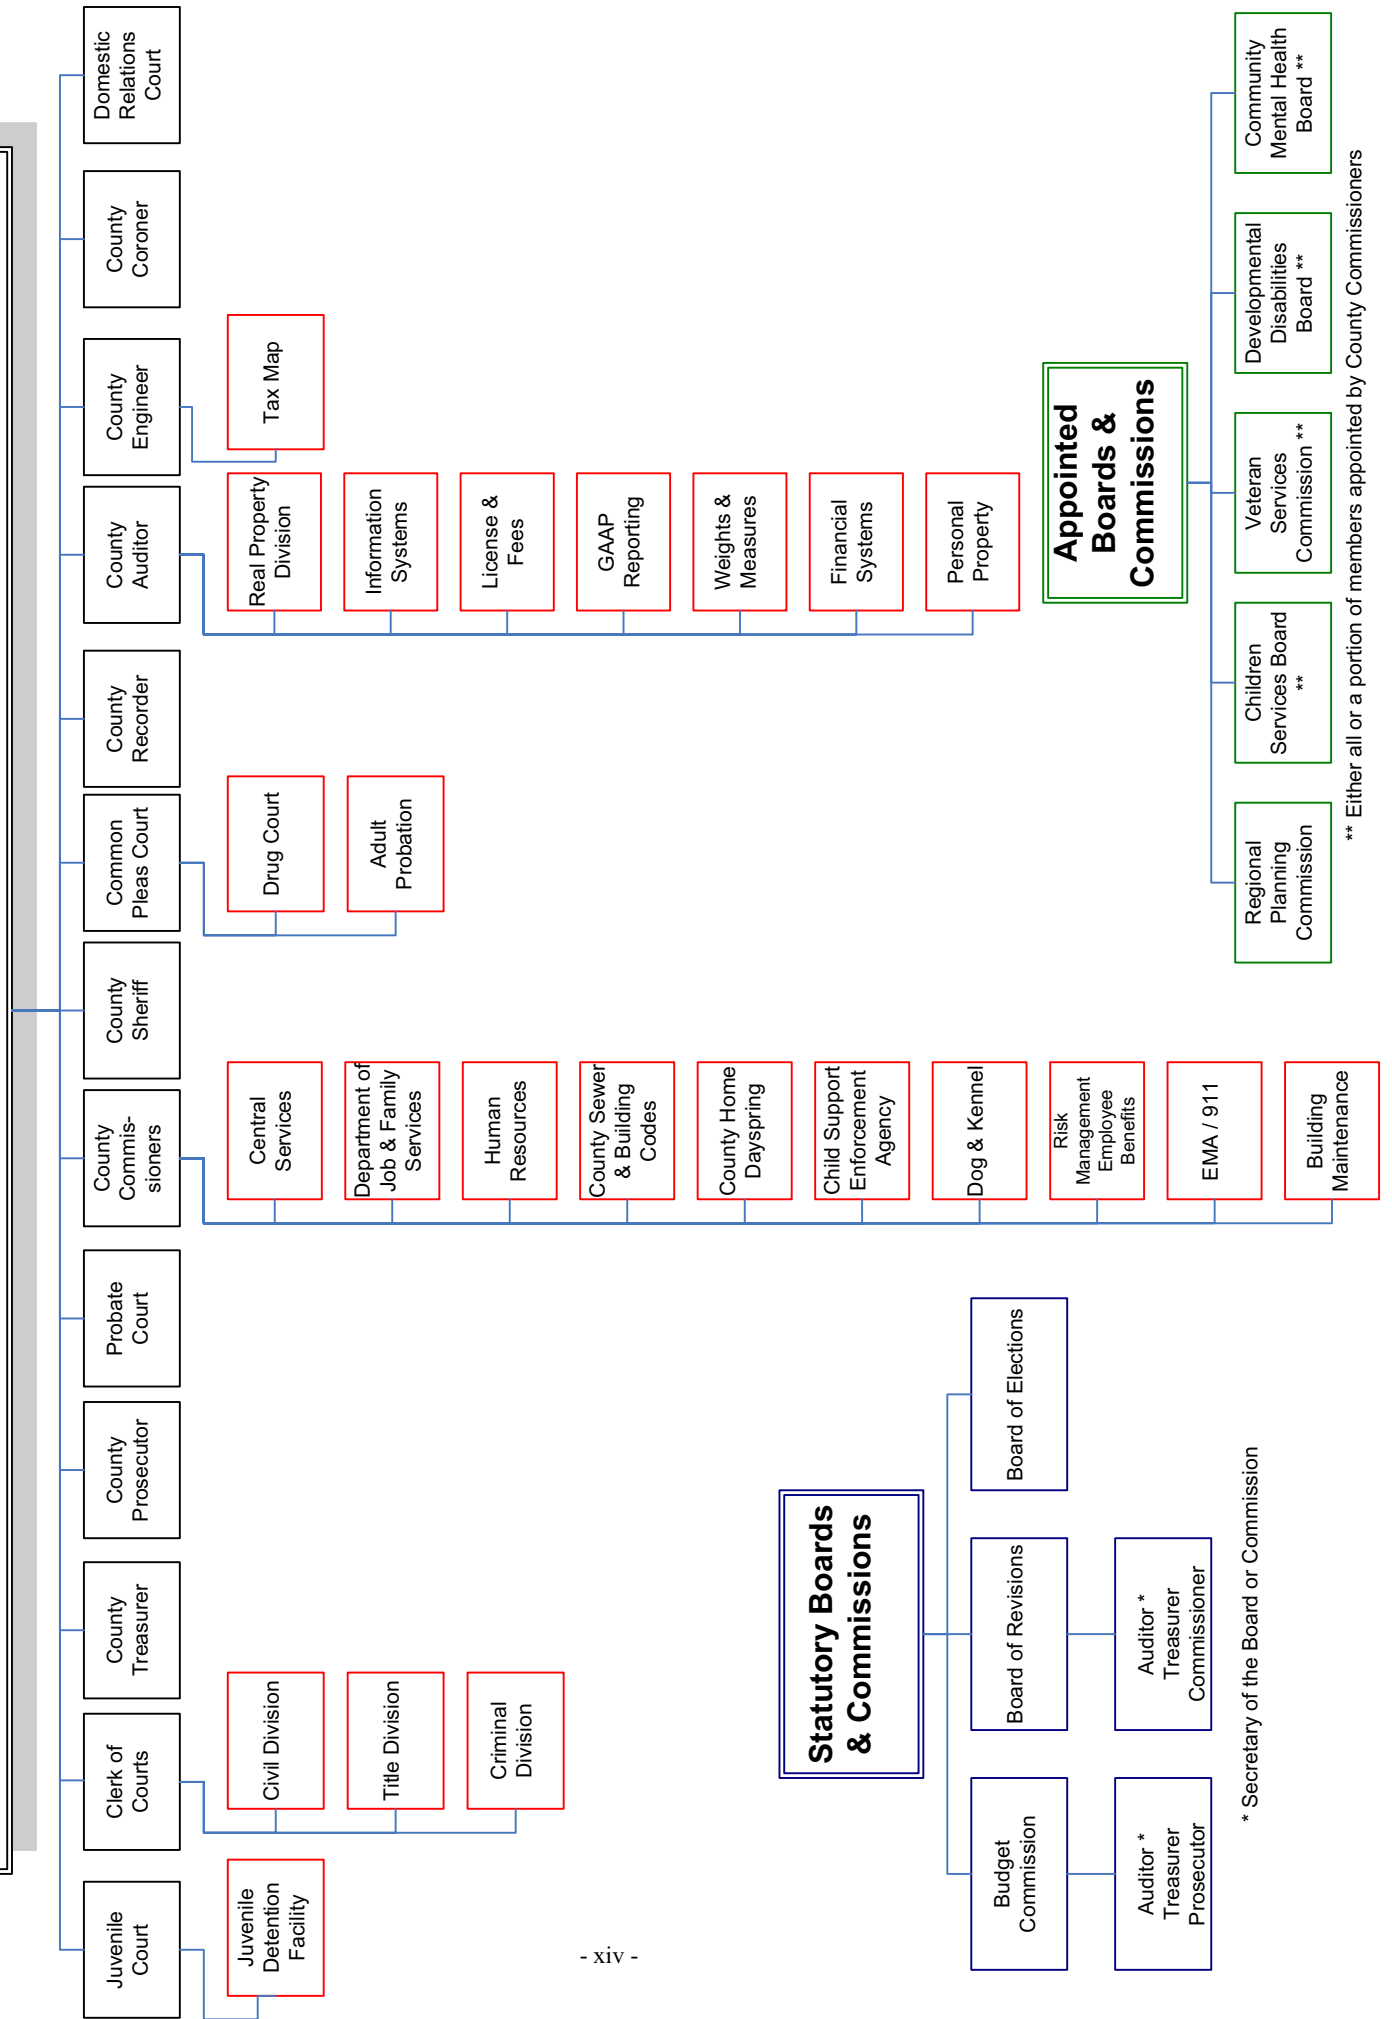 Juvenile
Court
Clerk of
Courts
County
Treasurer
County
Prosecutor
Probate
Court
County
Commis-
sioners
County
Sheriff
Common
Pleas Court
County
Recorder
County
Auditor
County
Engineer
County
Coroner
Domestic
Relations
Court
Juvenile
Detention
Facility
Civil Division
Title Division
Criminal
Division
Central
Services
Department of
Job & Family
Services
Human
Resources
County Sewer
& Building
Codes
County Home
Dayspring
Child Support
Enforcement
Agency
Dog & Kennel
Risk
Management
Employee
Benefits
EMA / 911
Building
Maintenance
Drug Court
Adult
Probation
Real Property
Division
Information
Systems
License &
Fees
GAAP
Reporting
Weights &
Measures
Financial
Systems
Personal
Property
Tax Map
Statutory Boards
& Commissions
Budget
Commission
Board of Revisions
Board of Elections
Auditor *
Treasurer
Prosecutor
Auditor *
Treasurer
Commissioner
* Secretary of the Board or Commission
Appointed
Boards &
Commissions
Regional
Planning
Commission
Children
Services Board
**
Veteran
Services
Commission **
Developmental
Disabilities
Board **
Community
Mental Health
Board **
** Either all or a portion of members appointed by County Commissioners
- xiv -